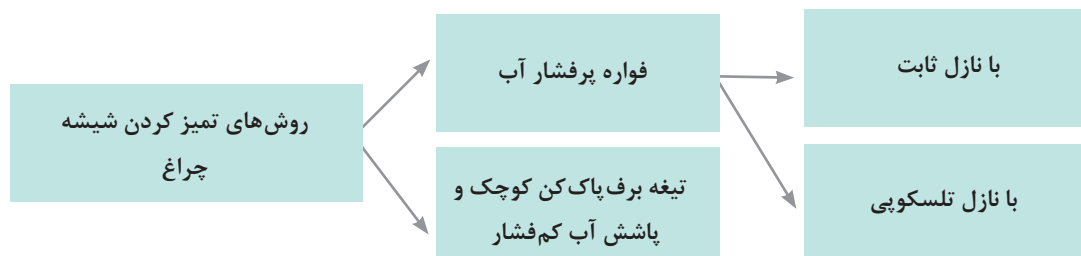 روش‌های تمیز کردن شیشه
چراغ
فواره پرفشار آب
تیغه برف‌پاک‌کن کوچک و
پاشش آب کم‌فشار
با نازل ثابت
با نازل تلسکوپی